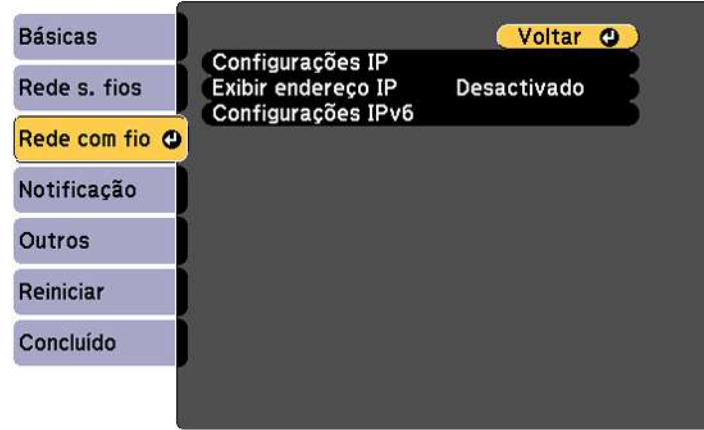 Básicas
Rede s. fios
Rede com fio
Notificação
Outros
Reiniciar
Concluído
Voltar
Configurações IP
Exibir endereço IP Desactivado
Configurações IPv6